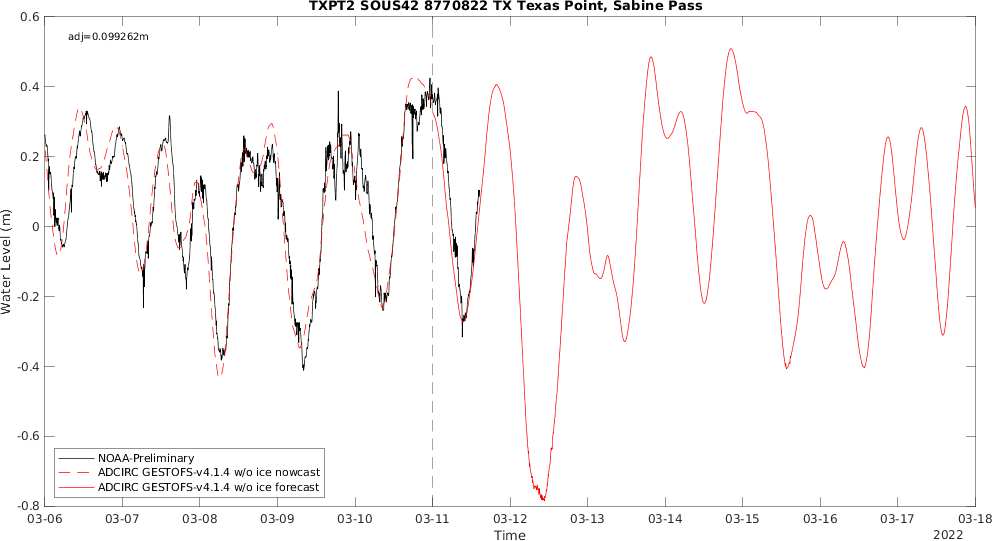 TXPT2 SOUS42 8770822 TX Texas Point, Sabine Pass
adj=0.099262m
0.6
0.4
0.2
0
-0.2
-0.4
-0.6
-0.8
Water Level (m)
NOAA-Preliminary
ADCIRC GESTOFS-v4.1.4 w/o ice nowcast
ADCIRC GESTOFS-v4.1.4 w/o ice forecast
03-06 03-07 03-08 03-09 03-10 03-11 03-12 03-13 03-14 03-15 03-16 03-17 03-18
Time
2022